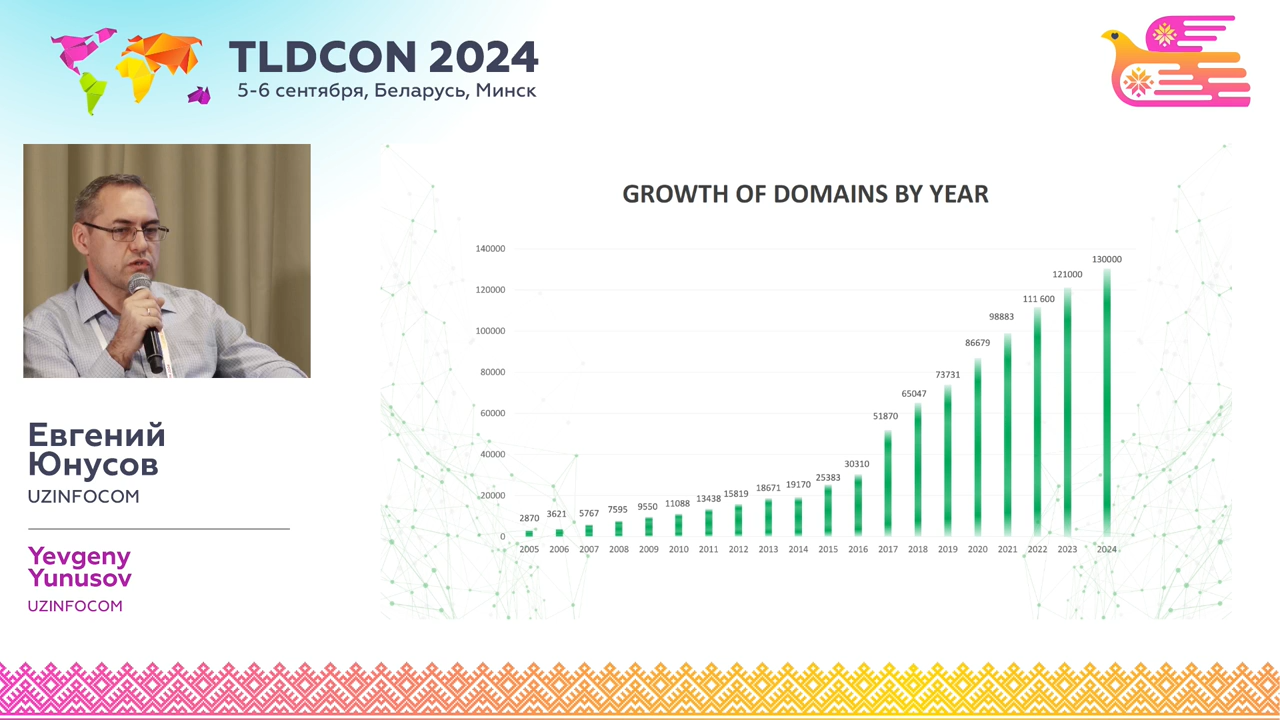 TLDCON 2024
5-6 сентября, Беларусь, Минск
Евгений
Юнусов
UZINFOCOM
Yevgeny
Yunusov
UZINFOCOM
GROWTH OF DOMAINS BY YEAR
140000
120000
100000
80000
60000
40000
20000
0
2870
3621
5767
7595
9550
11088
13438
15819
18671
19170
25383
30310
51870
65047
73731
86679
98883
111 600
121000
130000
2005 2006 2007 2008 2009 2010 2011 2012 2013 2014 2015 2016 2017 2018 2019 2020 2021 2022 2023 2024